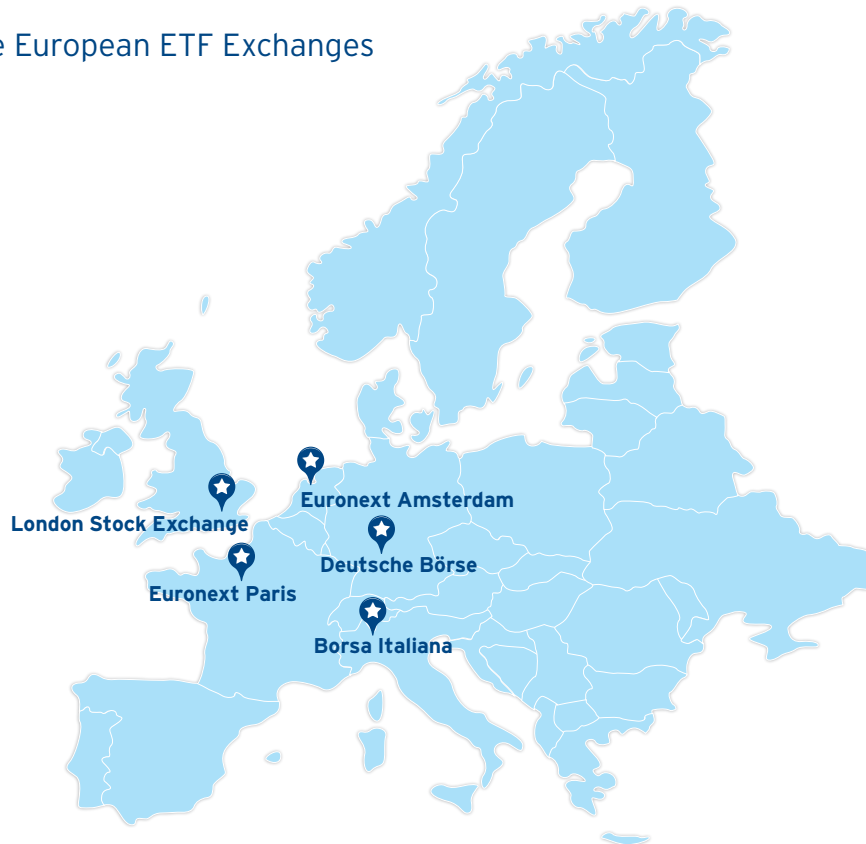 European ETF Exchanges
Euronext Amsterdam
London Stock Exchange
Deutsche Börse
Euronext Paris
Borsa Italiana